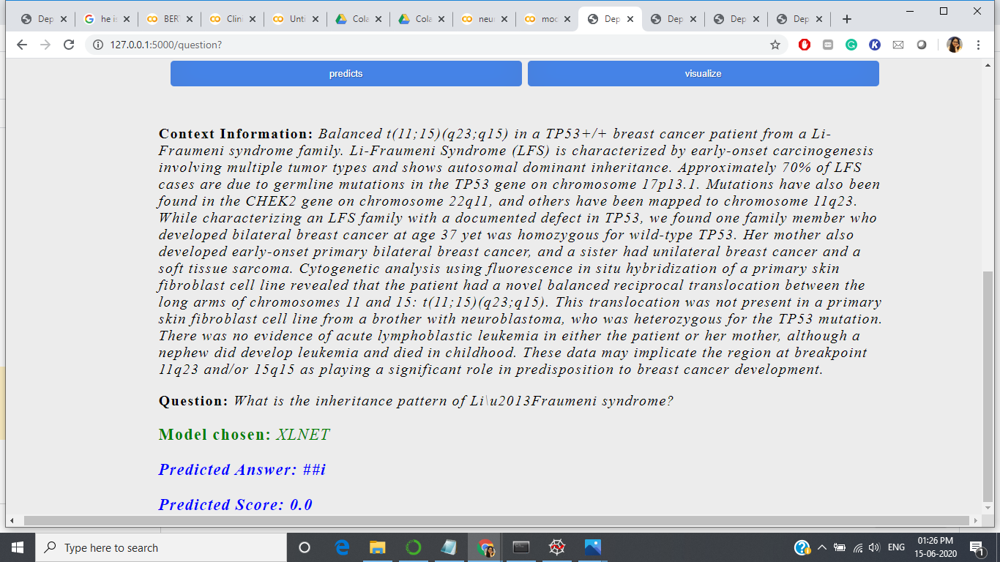 Dep
he is
BER
Clini
Unti
Cola
Cola
neur
moc
Dep
Dep
Dep
Dep
127.0.0.1:5000/question?
predicts
visualize
Context Information: Balanced t(11;15)(q23;q15) in a TP53+/+ breast cancer patient from a Li-
Fraumeni syndrome family. Li-Fraumeni Syndrome (LFS) is characterized by early-onset carcinogenesis
involving multiple tumor types and shows autosomal dominant inheritance. Approximately 70% of LFS
cases are due to germline mutations in the TP53 gene on chromosome 17p13.1. Mutations have also been
found in the CHEK2 gene on chromosome 22q11, and others have been mapped to chromosome 11q23.
While characterizing an LFS family with a documented defect in TP53, we found one family member who
developed bilateral breast cancer at age 37 yet was homozygous for wild-type TP53. Her mother also
developed early-onset primary bilateral breast cancer, and a sister had unilateral breast cancer and a
soft tissue sarcoma. Cytogenetic analysis using fluorescence in situ hybridization of a primary skin
fibroblast cell line revealed that the patient had a novel balanced reciprocal translocation between the
long arms of chromosomes 11 and 15: t(11;15)(q23;q15). This translocation was not present in a primary
skin fibroblast cell line from a brother with neuroblastoma, who was heterozygous for the TP53 mutation.
There was no evidence of acute lymphoblastic leukemia in either the patient or her mother, although a
nephew did develop leukemia and died in childhood. These data may implicate the region at breakpoint
11q23 and/or 15q15 as playing a significant role in predisposition to breast cancer development.
Question: What is the inheritance pattern of Li\u2013Fraumeni syndrome?
Model chosen: XLNET
Predicted Answer: ##i
Predicted Score: 0.0
Type here to search
ENG
01:26 PM
15-06-2020
1